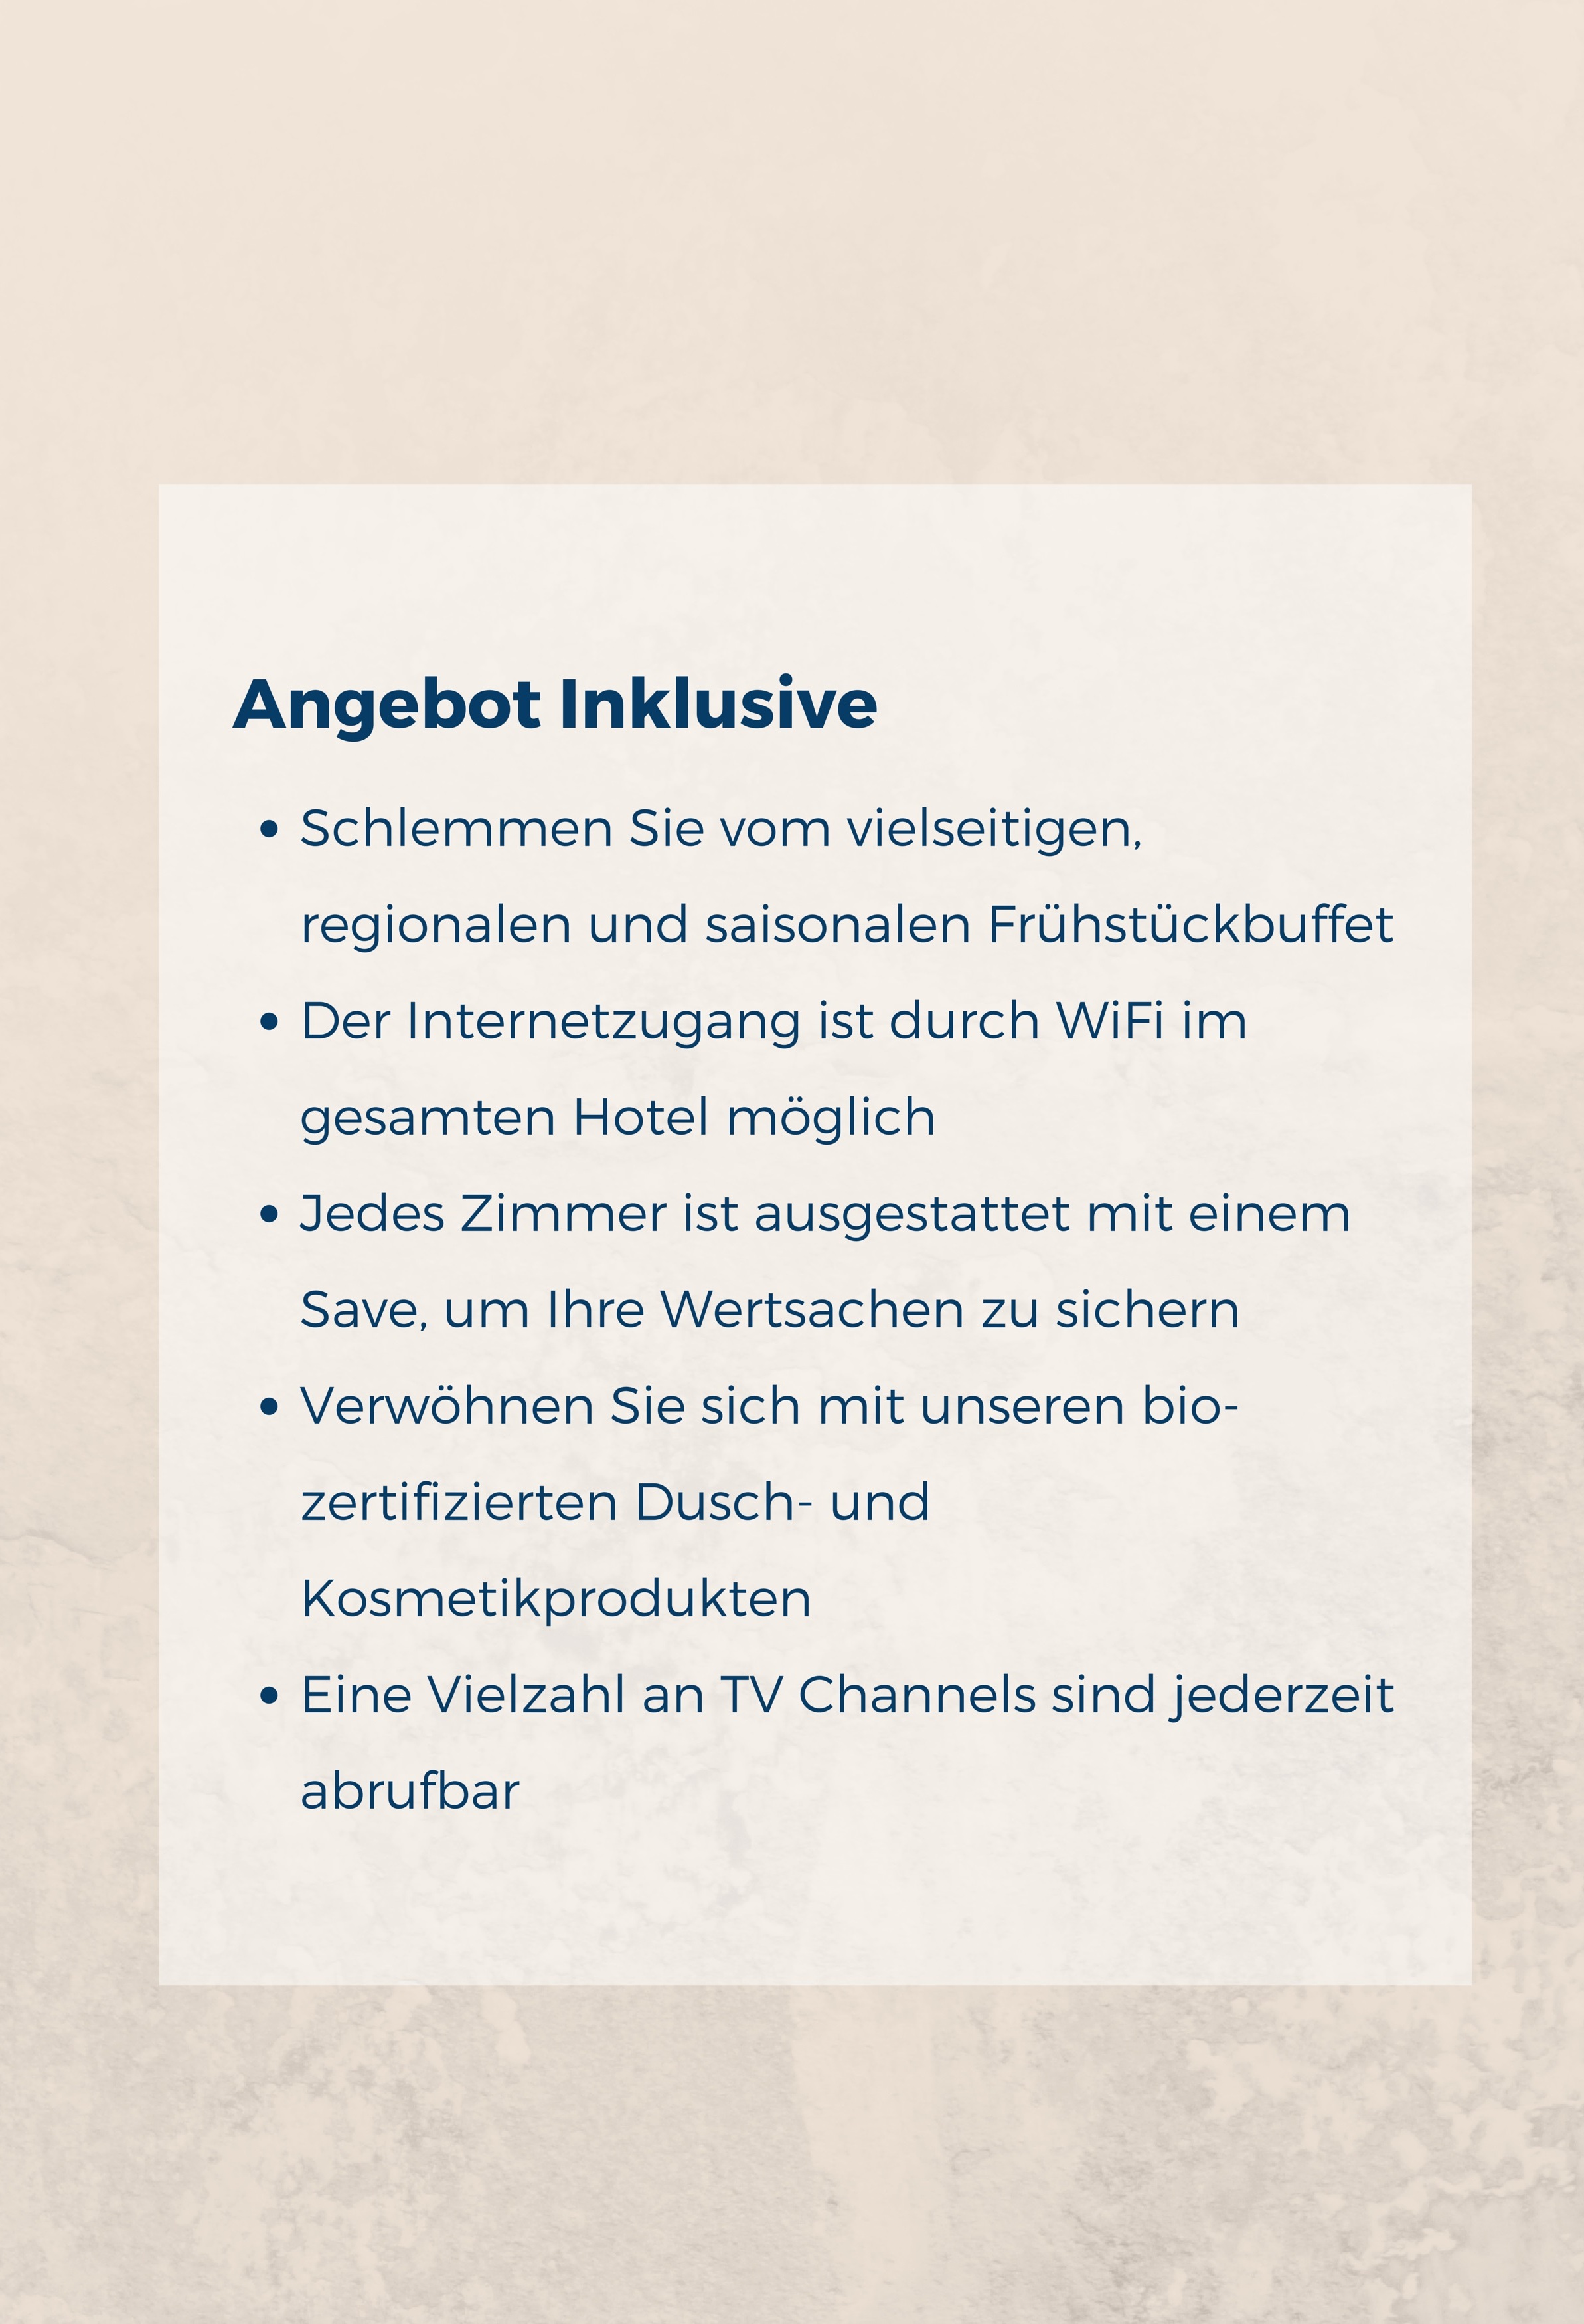 Angebot Inklusive
• Schlemmen Sie vom vielseitigen,
regionalen und saisonalen Frühstückbuffet
• Der Internetzugang ist durch WiFi im
gesamten Hotel möglich
• Jedes Zimmer ist ausgestattet mit einem
Save, um Ihre Wertsachen zu sichern
• Verwöhnen Sie sich mit unseren bio-
zertifizierten Dusch- und
Kosmetikprodukten
• Eine Vielzahl an TV Channels sind jederzeit
abrufbar